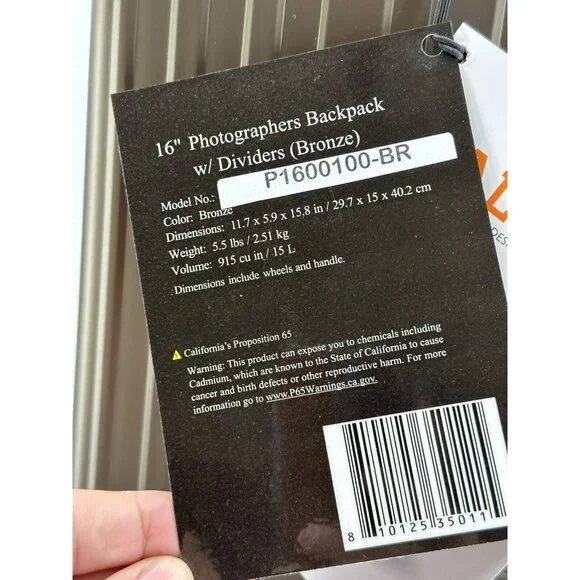 16" Photographers Backpack
w/ Dividers (Bronze)
Model No.: P1600100-BR
Color: Bronze
Dimensions: 11.7 x 5.9 x 15.8 in / 29.7 x 15 x 40.2 cm
Weight: 5.5 lbs / 2.51 kg
Volume: 915 cu in / 15 L
Dimensions include wheels and handle.
California's Proposition 65
Warning: This product can expose you to chemicals including
Cadmium, which are known to the State of California to cause
cancer and birth defects or other reproductive harm. For more
information go to www.P65Warnings.ca.gov.
8 10125 35011